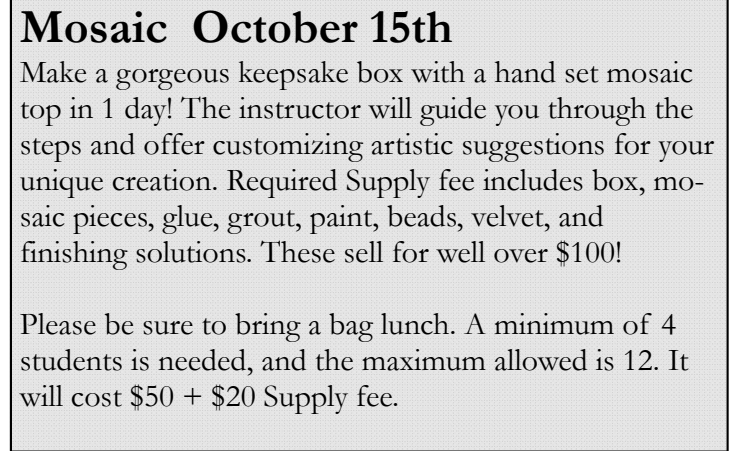 Mosaic  October 15th
Make a gorgeous keepsake box with a hand set mosaic
top in 1 day! The instructor will guide you through the
steps and offer customizing artistic suggestions for your
unique creation. Required Supply fee includes box, mo-
saic pieces, glue, grout, paint, beads, velvet, and
finishing solutions. These sell for well over $100!

Please be sure to bring a bag lunch. A minimum of 4
students is needed, and the maximum allowed is 12. It
will cost $50 + $20 Supply fee.